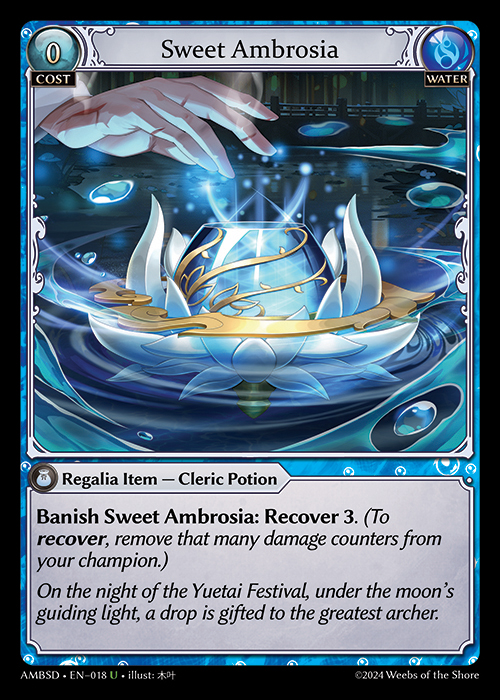 0
Sweet Ambrosia
COST
WATER
Regalia Item — Cleric Potion
Banish Sweet Ambrosia: Recover 3. (To
recover, remove that many damage counters from
your champion.)
On the night of the Yuetai Festival, under the moon's
guiding light, a drop is gifted to the greatest archer.
AMBSD • EN-018 U • illust: 木叶
©2024 Weebs of the Shore